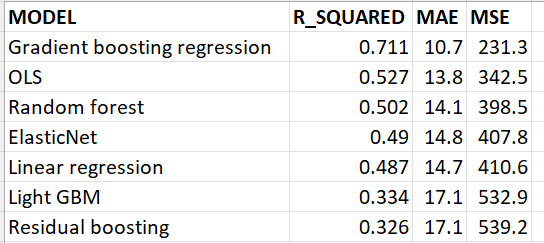 MODEL R_SQUARED MAE MSE
Gradient boosting regression 0.711 10.7 231.3
OLS 0.527 13.8 342.5
Random forest 0.502 14.1 398.5
ElasticNet 0.49 14.8 407.8
Linear regression 0.487 14.7 410.6
Light GBM 0.334 17.1 532.9
Residual boosting 0.326 17.1 539.2